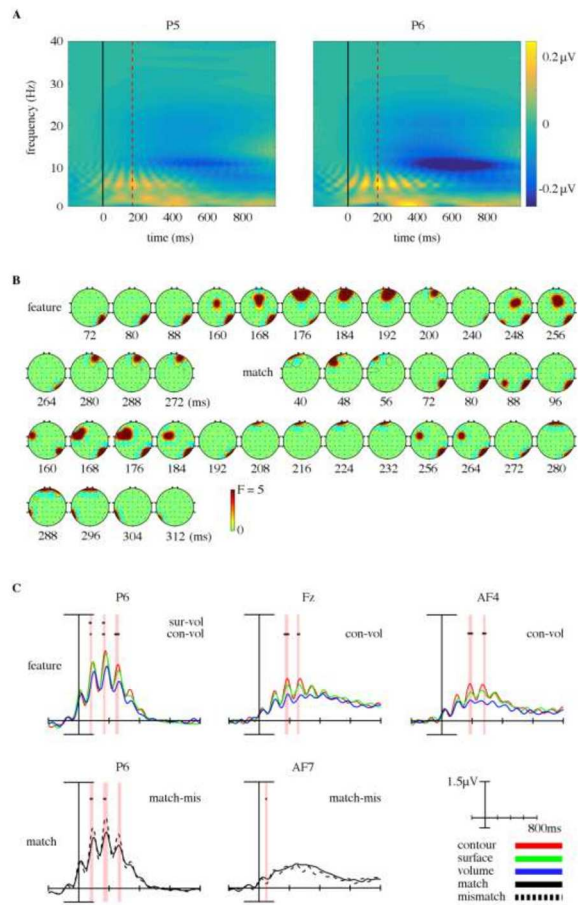 A
P5 P6
40
30
20
10
0
frequency (Hz)
0 200 400 600 800
time (ms)
0 200 400 600 800
time (ms)
0.2 µV
0
-0.2 µV
B
feature
72 80 88 160 168 176 184 192 200 240 248 256
match
264 280 288 272 (ms) 40 48 56 72 80 88 96
160 168 176 184 192 208 216 224 232 256 264 272 280
F = 5
0
288 296 304 312 (ms)
C
P6 Fz AF4
sur-vol
con-vol con-vol con-vol
feature
P6 AF7
match-mis match-mis
match
1.5µV
800ms
contour
surface
volume
match
mismatch